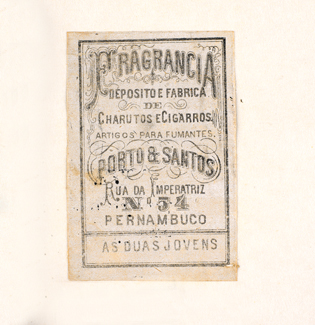 FRAGRANCIA
DEPOSITO E FABRICA
DE
CHARUTOS E CIGARROS
ARTIGOS PARA FUMANTES.
PORTO & SANTOS
RUA DA IMPERATRIZ
No 54
PERNAMBUCO
AS DUAS JOVENS